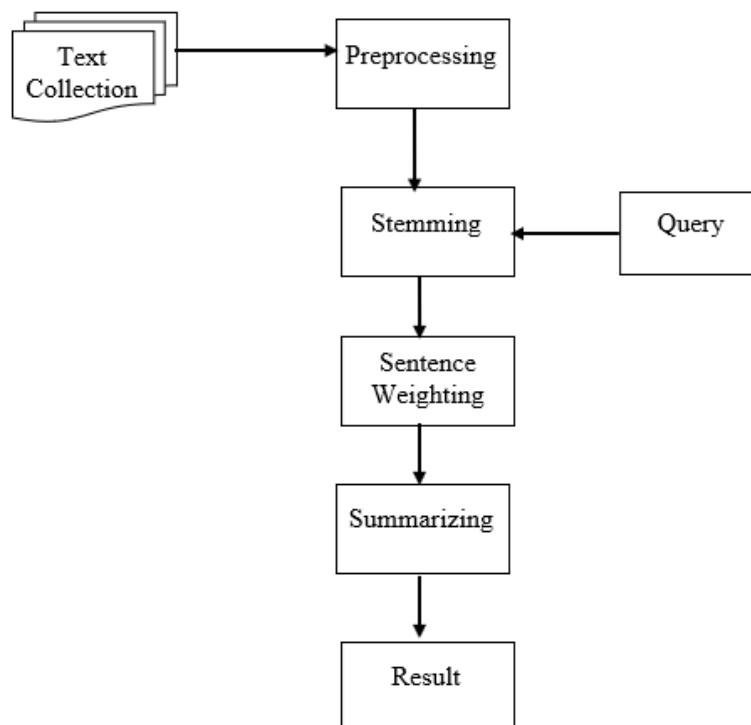 Text
Collection
Preprocessing
Stemming
Query
Sentence
Weighting
Summarizing
Result